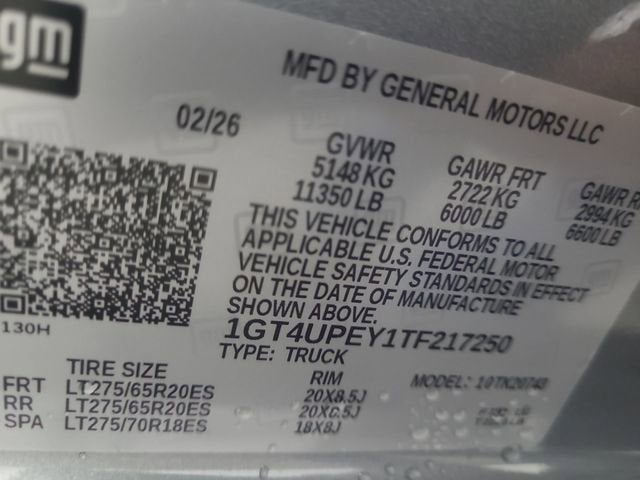 gm
MFD BY GENERAL MOTORS LLC
02/26
GVWR GAWR FRT GAWR R
5148 KG 2722 KG 2994 KG
11350 LB 6000 LB 6600 LB
THIS VEHICLE CONFORMS TO ALL
APPLICABLE U.S. FEDERAL MOTOR
VEHICLE SAFETY STANDARDS IN EFFECT
ON THE DATE OF MANUFACTURE
SHOWN ABOVE.
130H
1GT4UPEY1TF217250
TYPE: TRUCK
TIRE SIZE RIM MODEL:
FRT LT275/65R20ES 20X8.5J
RR LT275/65R20ES 20X8.5J
SPA LT275/70R18ES 18X8J